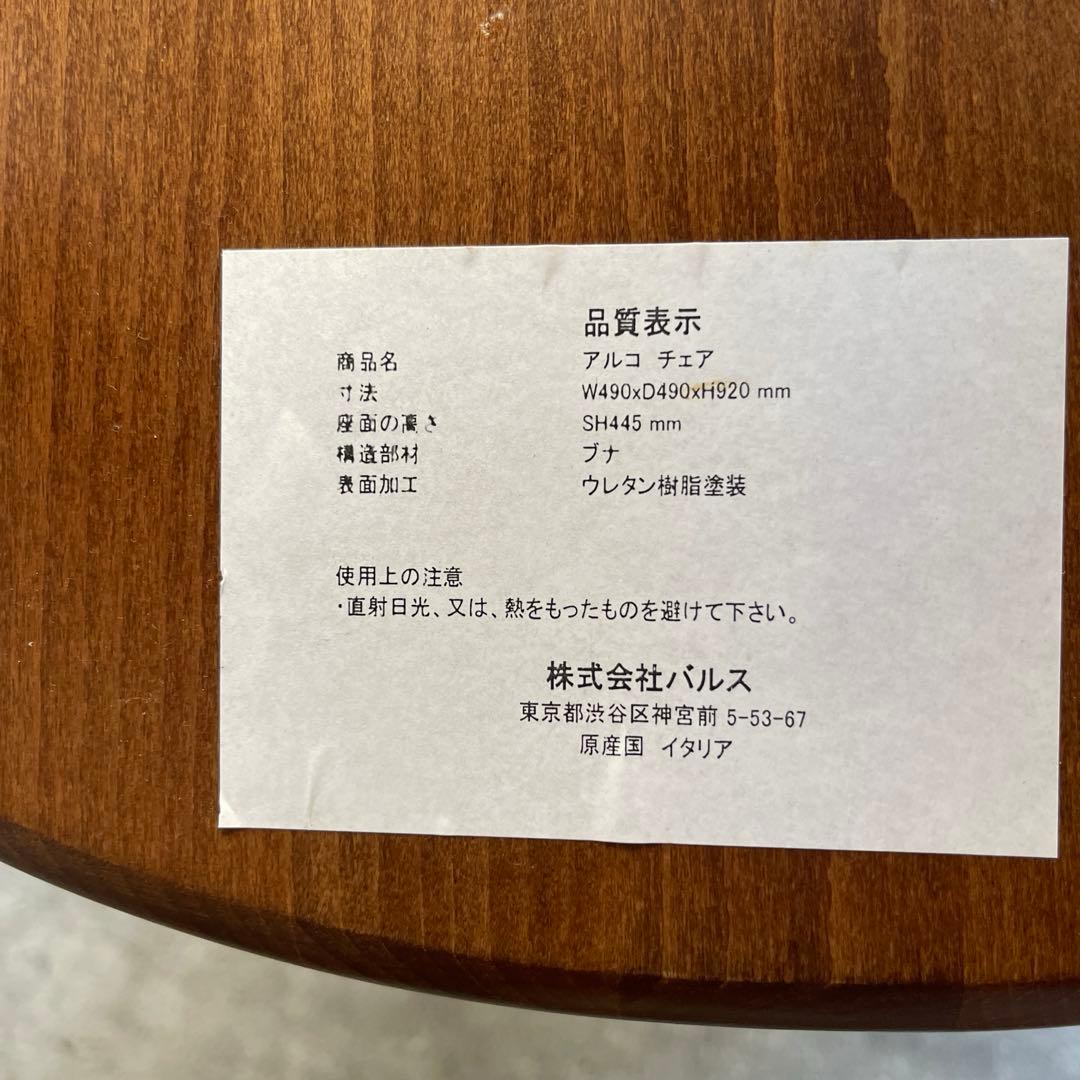 品質表示
商品名 アルコ チェア
寸法 W490xD490xH920 mm
座面の高さ SH445 mm
構造部材 ブナ
表面加工 ウレタン樹脂塗装
使用上の注意
・直射日光、又は、熱をもったものを避けて下さい。
株式会社バルス
東京都渋谷区神宮前 5-53-67
原産国 イタリア